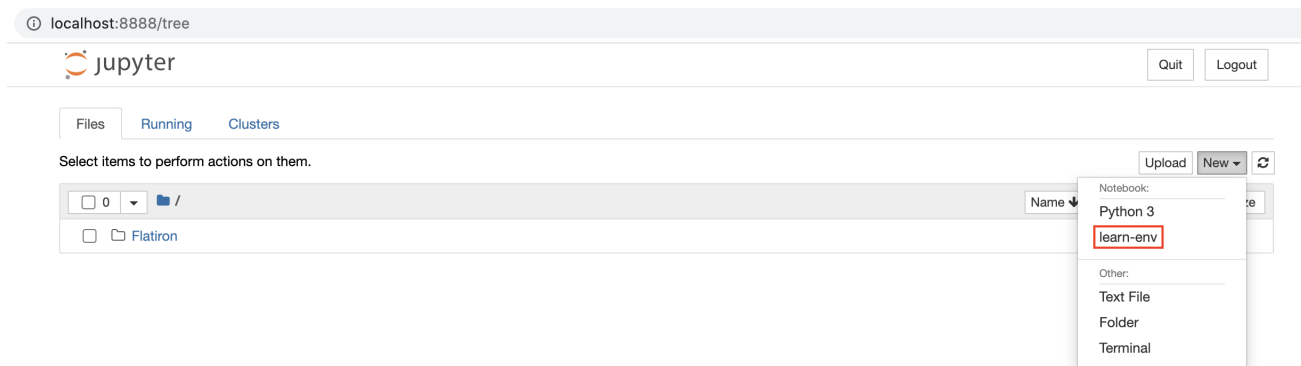 localhost:8888/tree
jupyter
Quit
Logout
Files
Running
Clusters
Select items to perform actions on them.
Upload
New
0
/
Name
ze
Flatiron
Notebook:
Python 3
learn-env
Other:
Text File
Folder
Terminal